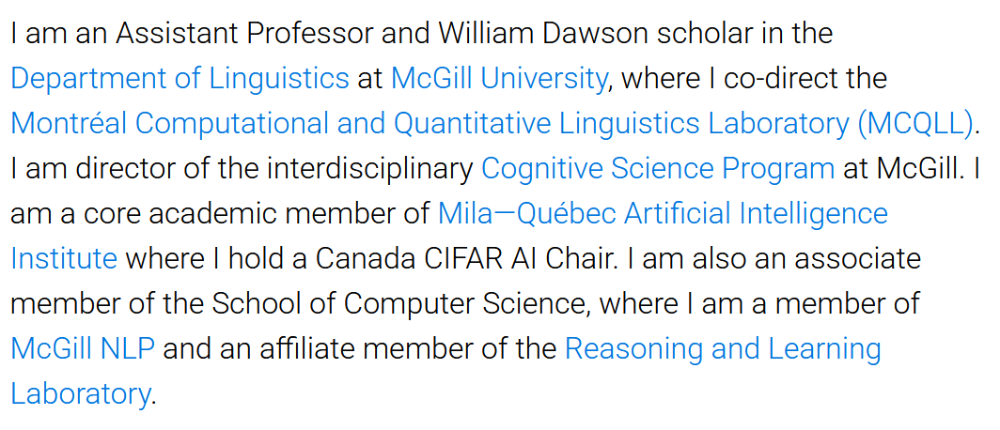 I am an Assistant Professor and William Dawson scholar in the
Department of Linguistics at McGill University, where I co-direct the
Montréal Computational and Quantitative Linguistics Laboratory (MCQLL).
I am director of the interdisciplinary Cognitive Science Program at McGill. I
am a core academic member of Mila—Québec Artificial Intelligence
Institute where I hold a Canada CIFAR AI Chair. I am also an associate
member of the School of Computer Science, where I am a member of
McGill NLP and an affiliate member of the Reasoning and Learning
Laboratory.